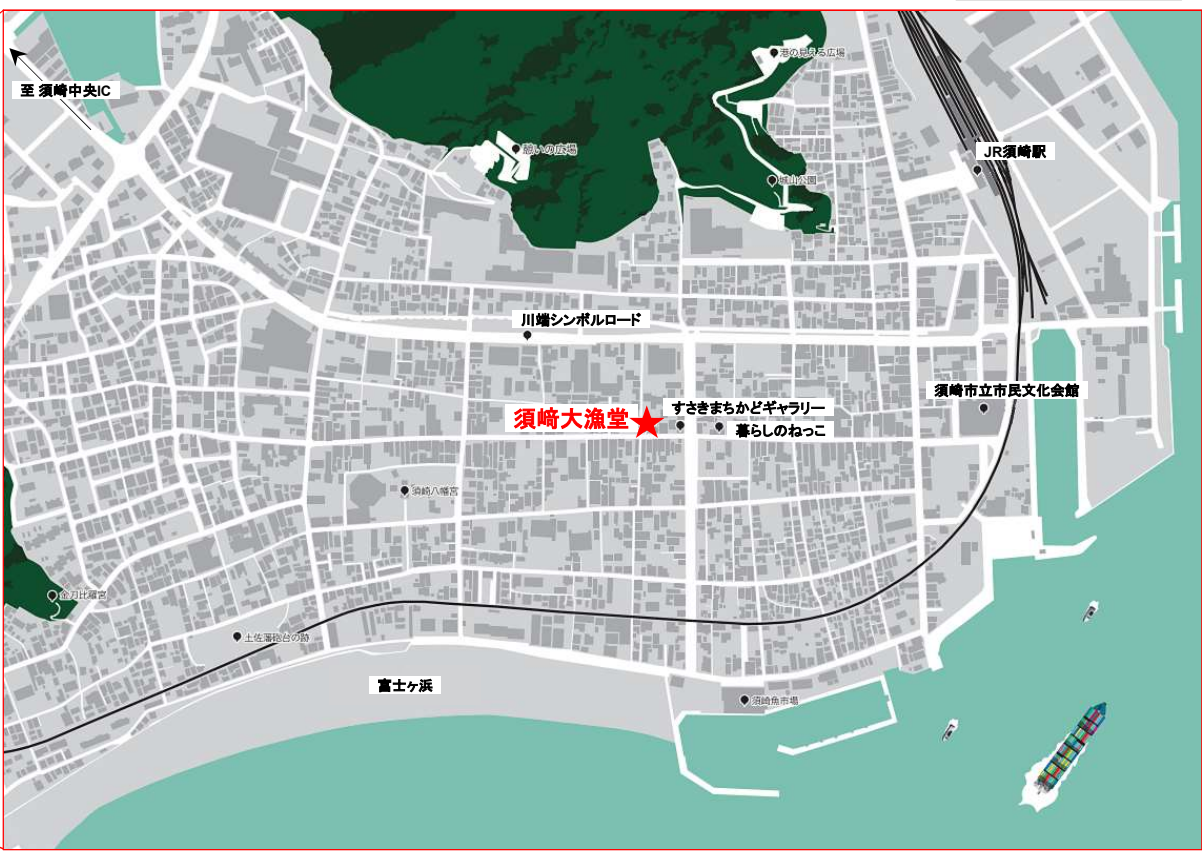 港の見える広場
至 須崎中央IC
憩いの広場
JR須崎駅
城山公園
川端シンボルロード
須崎市立市民文化会館
すさきまちかどギャラリー
須崎大漁堂
暮らしのねっこ
須崎八幡宮
金刀比羅宮
土佐藩砲台の跡
富士ヶ浜
須崎魚市場